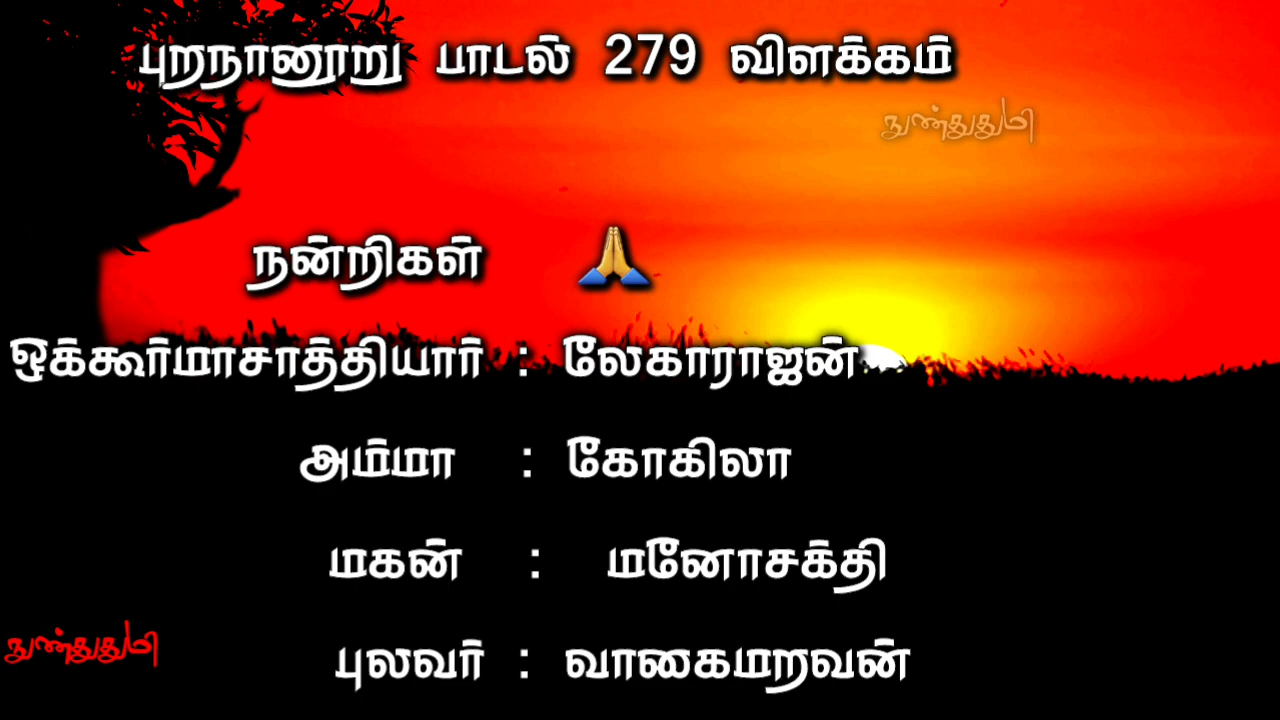 புறநானூறு பாடல் 279 விளக்கம்
நுண்துதுமி
நன்றிகள் 🙏
ஒக்கூர்மாசாத்தியார் : லேகாராஜன்
அம்மா : கோகிலா
மகன் : மனோசக்தி
நுண்துதுமி
புலவர் : வாகைமறவன்